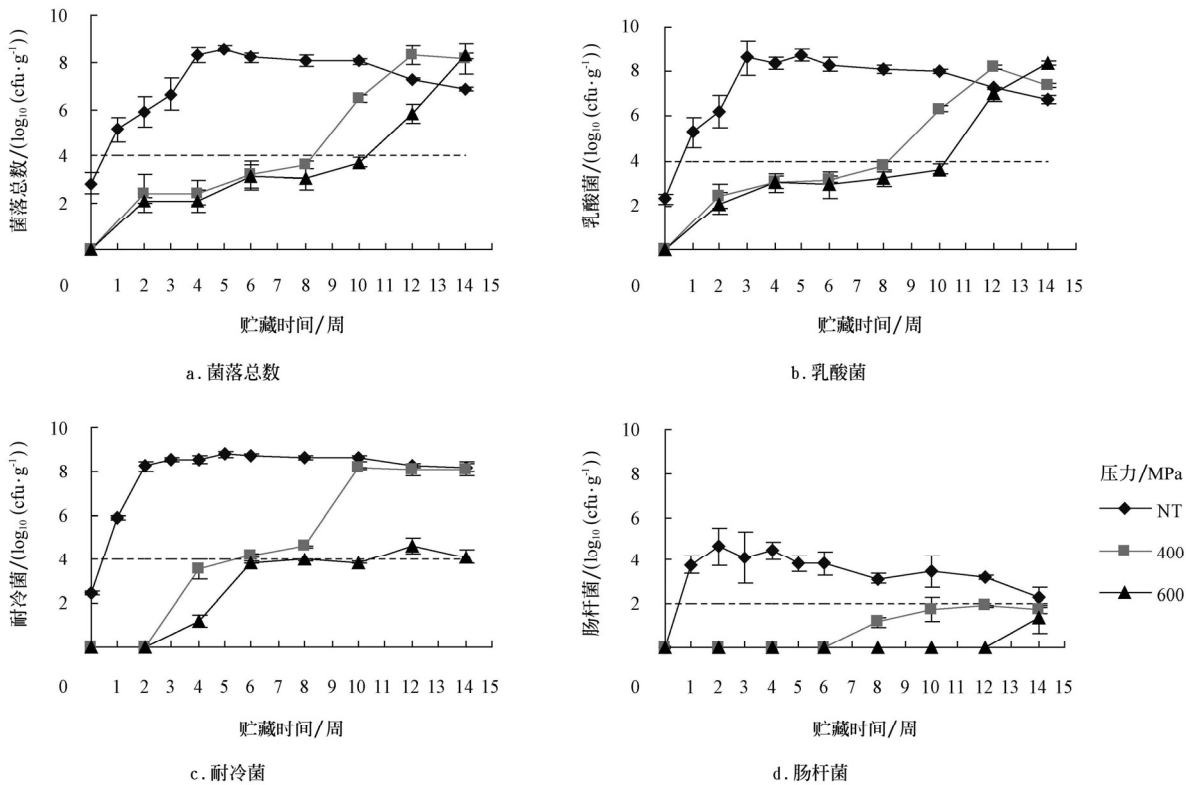 10
8
6
4
2
菌落总数/(log₁₀(cfu·g⁻¹))
0 1 2 3 4 5 6 7 8 9 10 11 12 13 14 15
贮藏时间/周
a.菌落总数
10
8
6
4
2
乳酸菌/(log₁₀(cfu·g⁻¹))
0 1 2 3 4 5 6 7 8 9 10 11 12 13 14 15
贮藏时间/周
b.乳酸菌
10
8
6
4
2
耐冷菌/(log₁₀(cfu·g⁻¹))
0 1 2 3 4 5 6 7 8 9 10 11 12 13 14 15
贮藏时间/周
c.耐冷菌
10
8
6
4
2
肠杆菌/(log₁₀(cfu·g⁻¹))
0 1 2 3 4 5 6 7 8 9 10 11 12 13 14 15
贮藏时间/周
d.肠杆菌
压力/MPa
NT
400
600